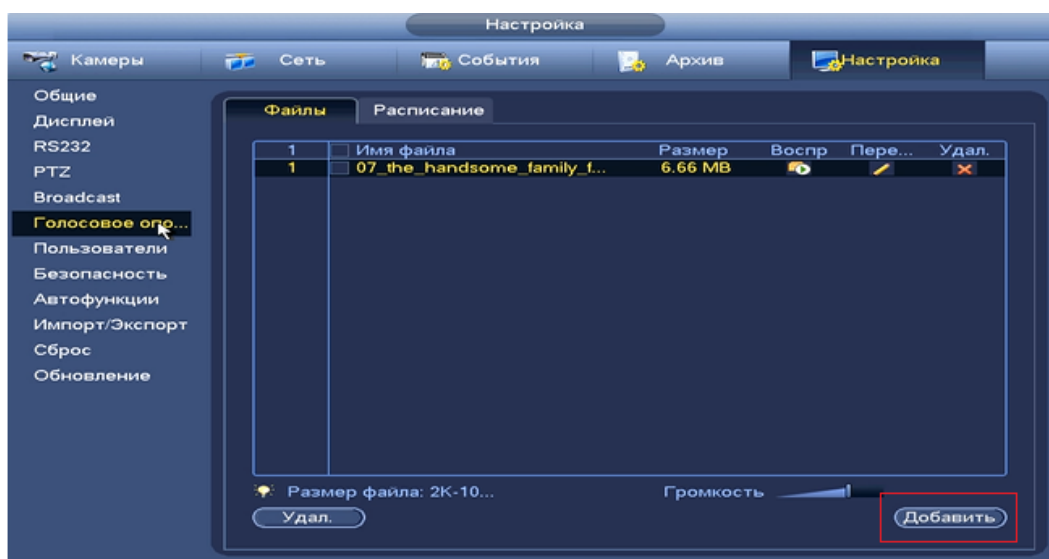 Настройка
Камеры Сеть События Архив Настройка
Общие
Дисплей
RS232
PTZ
Broadcast
Голосовое опо...
Пользователи
Безопасность
Автофункции
Импорт/Экспорт
Сброс
Обновление
Файлы Расписание
1 Имя файла Размер Воспр Пере... Удал.
1 07_the_handsome_family_f... 6.66 MB
Размер файла: 2K-10... Громкость
Удал. Добавить